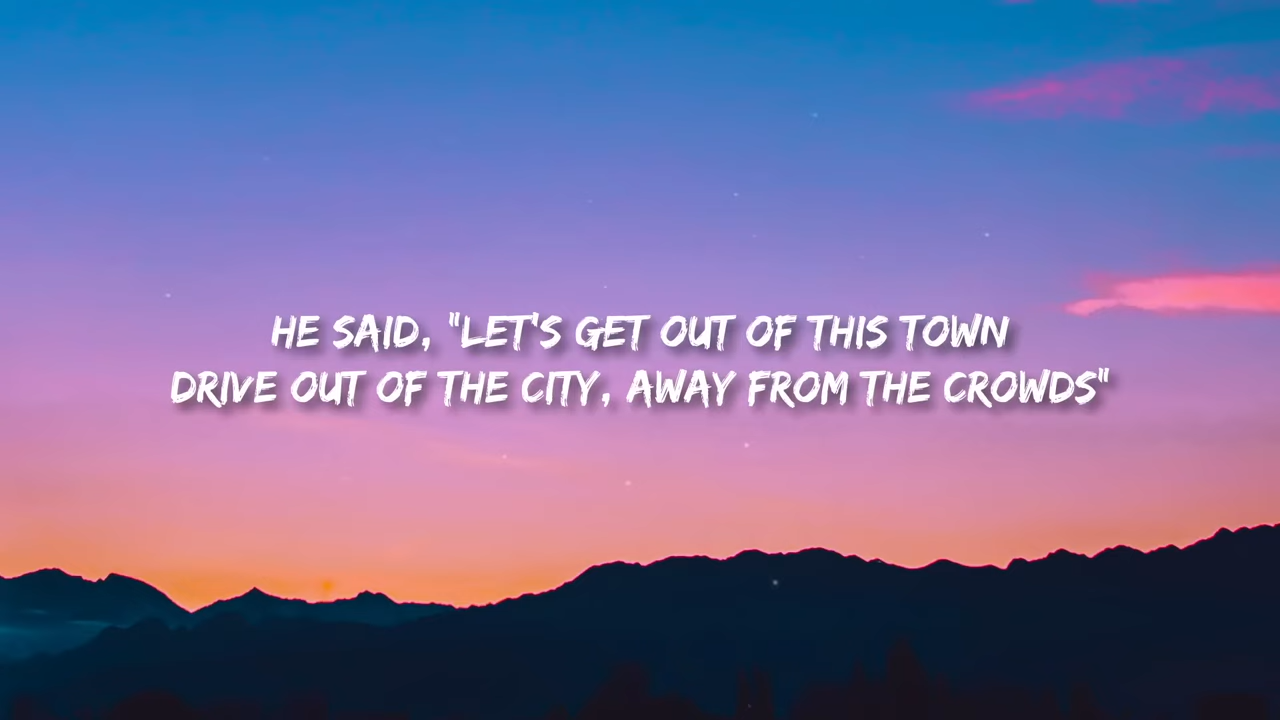 HE SAID, "LET'S GET OUT OF THIS TOWN
DRIVE OUT OF THE CITY, AWAY FROM THE CROWDS"